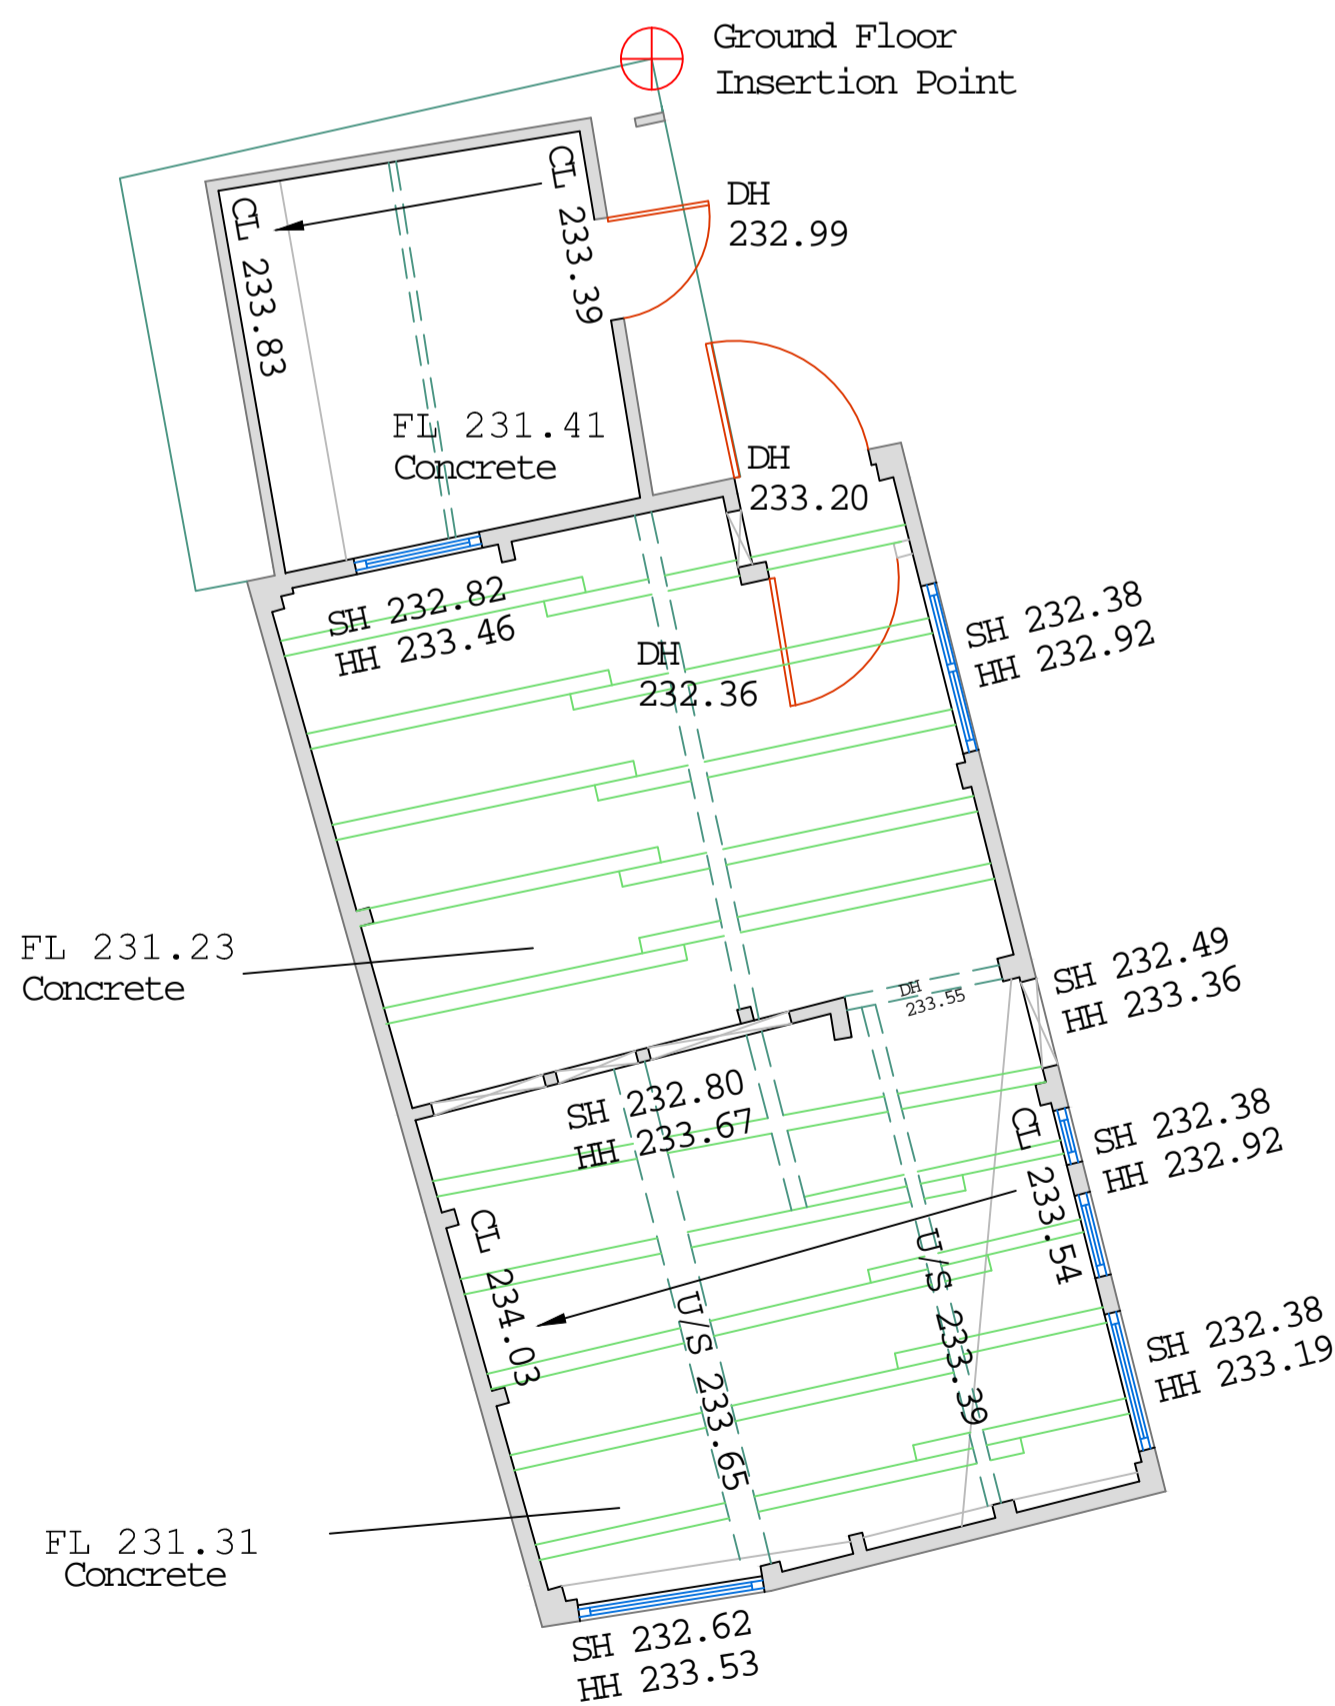 Ground Floor
Insertion Point
DH
232.99
CL 233.39
CL 233.83
FL 231.41
Concrete
DH
233.20
SH 232.82
HH 233.46
DH
232.36
SH 232.38
HH 232.92
FL 231.23
Concrete
DH
233.55
SH 232.49
HH 233.36
SH 232.80
HH 233.67
SH 232.38
HH 232.92
CL 233.54
CL 234.03
U/S 233.65
U/S 233.39
SH 232.38
HH 233.19
FL 231.31
Concrete
SH 232.62
HH 233.53